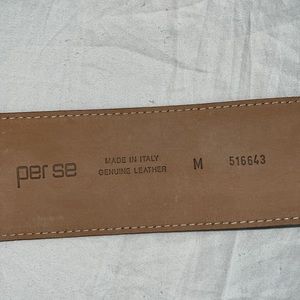 per se
MADE IN ITALY
GENUINE LEATHER
M
516643